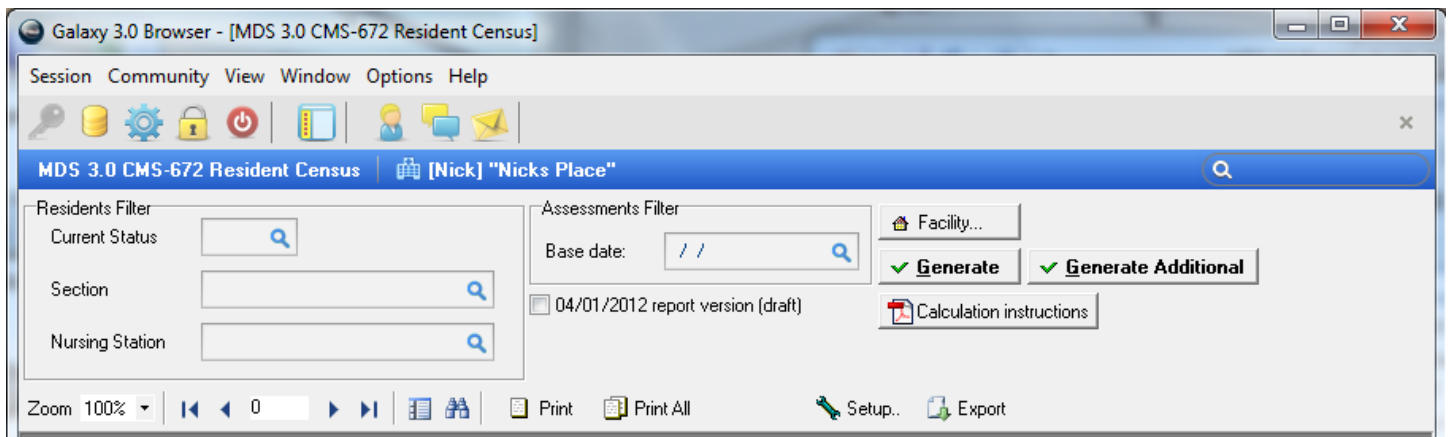 Galaxy 3.0 Browser - [MDS 3.0 CMS-672 Resident Census]
Session Community View Window Options Help
MDS 3.0 CMS-672 Resident Census [Nick] "Nicks Place"
Residents Filter
Current Status
Section
Nursing Station
Assessments Filter
Base date: / /
04/01/2012 report version (draft)
Facility...
Generate Generate Additional
Calculation instructions
Zoom 100% 0 Print Print All Setup.. Export